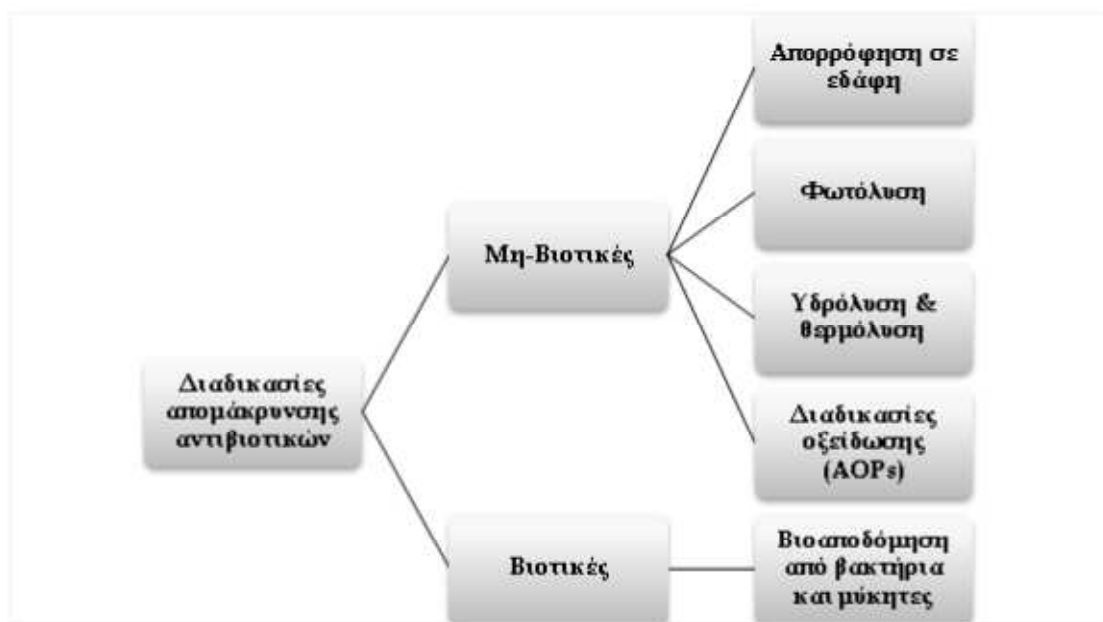 Διαδικασίες
απομάκρυνσης
αντιβιοτικών
Μη-Βιοτικές
Απορρόφηση σε
εδάφη
Φωτόλυση
Υδρόλυση &
θερμόλυση
Διαδικασίες
οξείδωσης
(AOPs)
Βιοτικές
Βιοαποδόμηση
από βακτήρια
και μύκητες